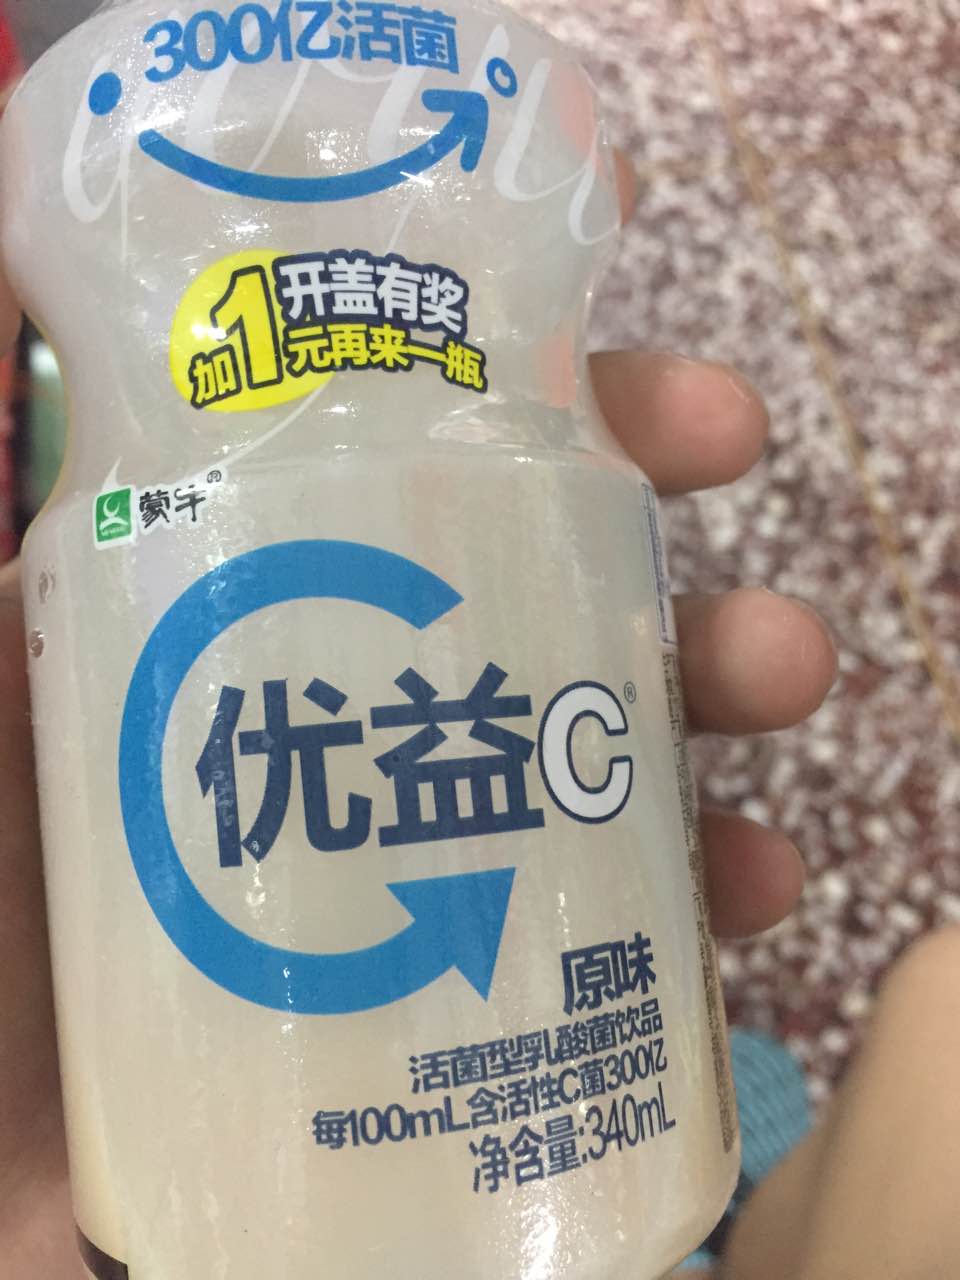 300亿活菌
开盖有奖
加1元再来一瓶
蒙牛®
优益C®
原味
活菌型乳酸菌饮品
每100mL含活性C菌300亿
净含量:340mL